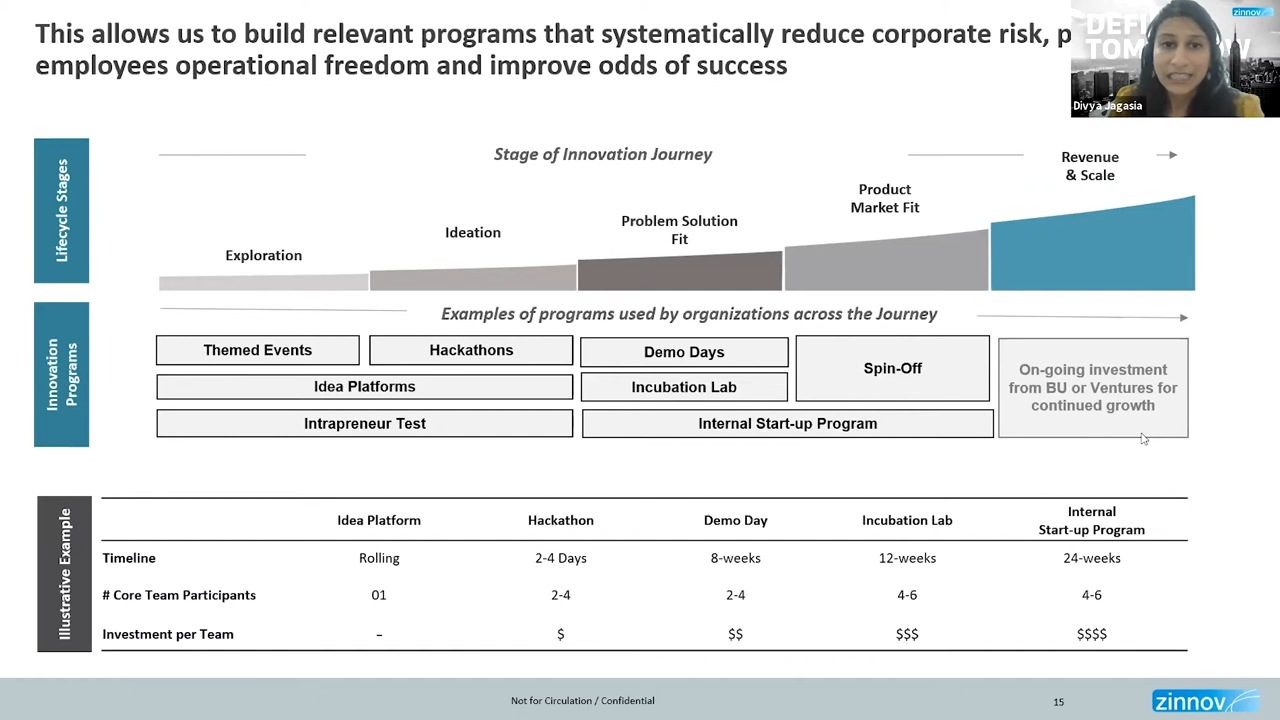 This allows us to build relevant programs that systematically reduce corporate risk,
employees operational freedom and improve odds of success
zinnov
Divya Jagasia
Lifecycle Stages
Stage of Innovation Journey
Exploration
Ideation
Problem Solution
Fit
Product
Market Fit
Revenue
& Scale
Innovation
Programs
Examples of programs used by organizations across the Journey
Themed Events
Hackathons
Demo Days
Spin-Off
On-going investment
from BU or Ventures for
continued growth
Idea Platforms
Incubation Lab
Intrapreneur Test
Internal Start-up Program
Illustrative Example
Idea Platform Hackathon Demo Day Incubation Lab Internal
Start-up Program
Timeline Rolling 2-4 Days 8-weeks 12-weeks 24-weeks
# Core Team Participants 01 2-4 2-4 4-6 4-6
Investment per Team – $ $$ $$$ $$$$
Not for Circulation / Confidential
15
zinnov